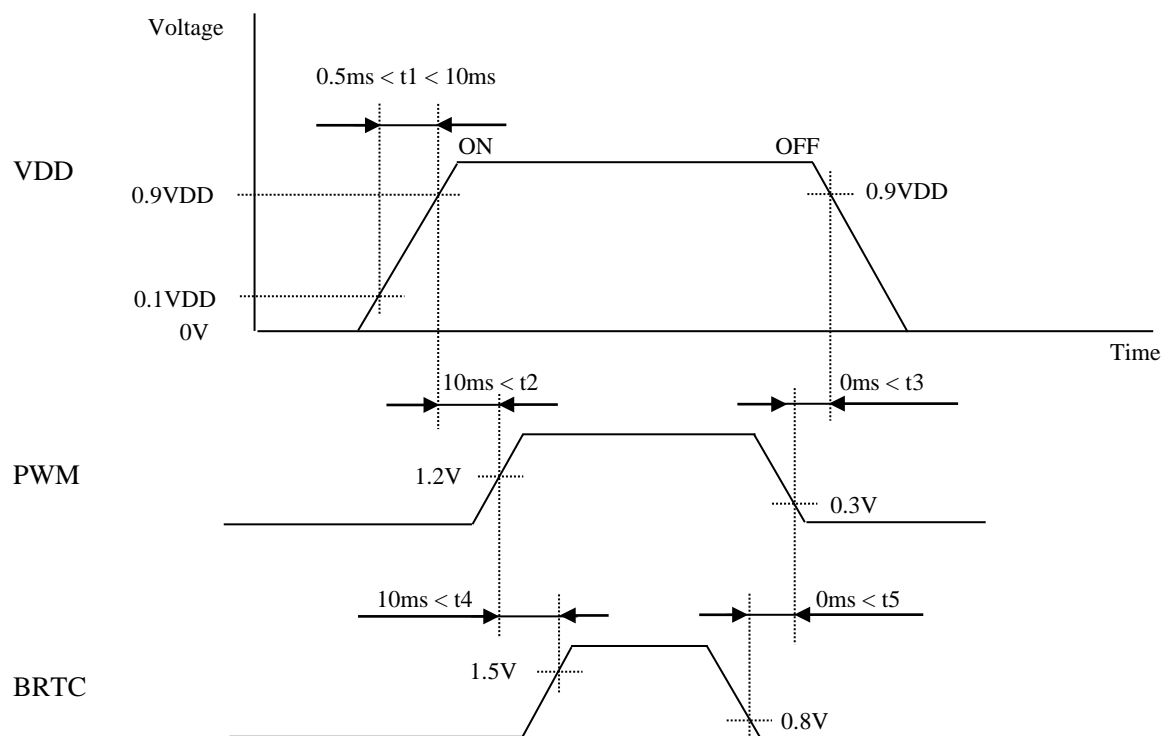 Voltage
0.5ms < t1 < 10ms
ON
OFF
VDD
0.9VDD
0.9VDD
0.1VDD
0V
Time
10ms < t2
0ms < t3
PWM
1.2V
0.3V
10ms < t4
0ms < t5
BRTC
1.5V
0.8V